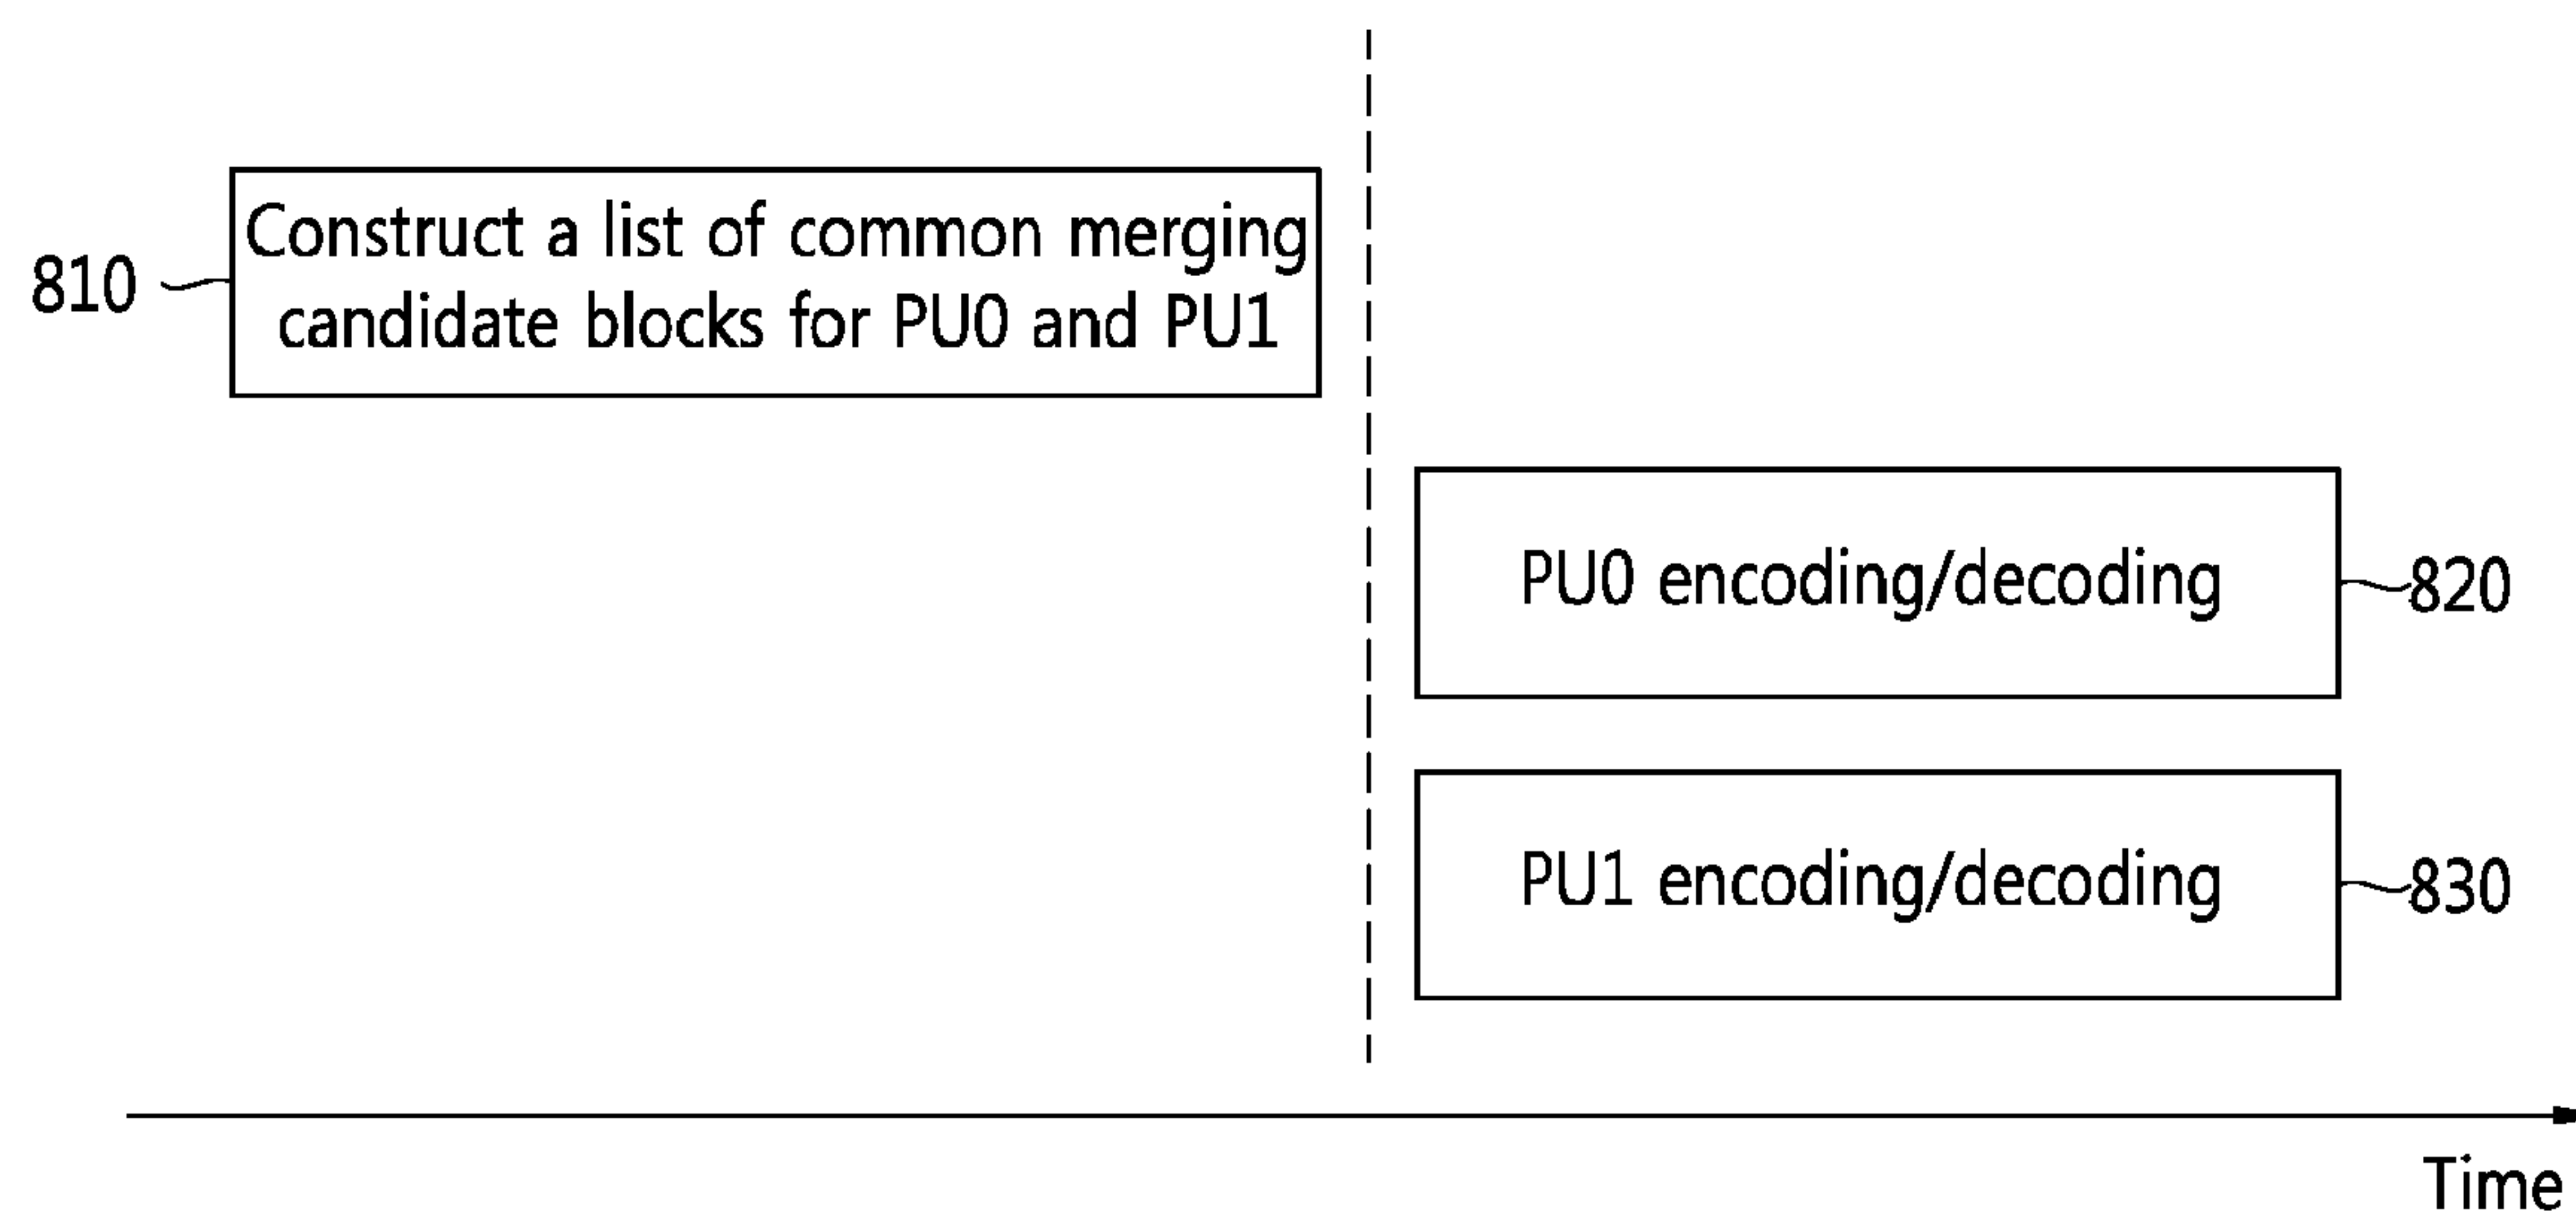 810
Construct a list of common merging
candidate blocks for PU0 and PU1
PU0 encoding/decoding
820
PU1 encoding/decoding
830
Time